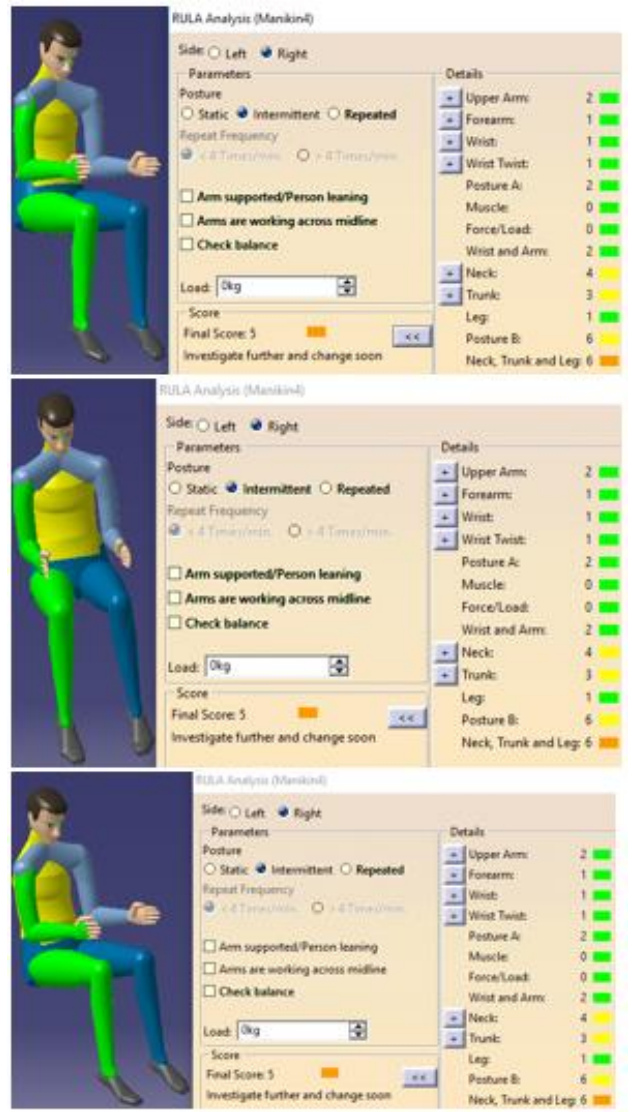 RULA Analysis (Manikin4)
Side: Left Right
Parameters
Posture
Static Intermittent Repeated
Repeat Frequency
< 4 Times/min. > 4 Times/min.
Arm supported/Person leaning
Arms are working across midline
Check balance
Load: 0kg
Score
Final Score: 5
<<
Investigate further and change soon
Details
+ Upper Arm: 2
+ Forearm: 1
+ Wrist: 1
+ Wrist Twist: 1
Posture A: 2
Muscle: 0
Force/Load: 0
Wrist and Arm: 2
+ Neck: 4
+ Trunk: 3
Leg: 1
Posture B: 6
Neck, Trunk and Leg: 6
RULA Analysis (Manikin4)
Side: Left Right
Parameters
Posture
Static Intermittent Repeated
Repeat Frequency
< 4 Times/min. > 4 Times/min.
Arm supported/Person leaning
Arms are working across midline
Check balance
Load: 0kg
Score
Final Score: 5
<<
Investigate further and change soon
Details
+ Upper Arm: 2
+ Forearm: 1
+ Wrist: 1
+ Wrist Twist: 1
Posture A: 2
Muscle: 0
Force/Load: 0
Wrist and Arm: 2
+ Neck: 4
+ Trunk: 3
Leg: 1
Posture B: 6
Neck, Trunk and Leg: 6
RULA Analysis (Manikin4)
Side: Left Right
Parameters
Posture
Static Intermittent Repeated
Repeat Frequency
< 4 Times/min. > 4 Times/min.
Arm supported/Person leaning
Arms are working across midline
Check balance
Load: 0kg
Score
Final Score: 5
<<
Investigate further and change soon
Details
+ Upper Arm: 2
+ Forearm: 1
+ Wrist: 1
+ Wrist Twist: 1
Posture A: 2
Muscle: 0
Force/Load: 0
Wrist and Arm: 2
+ Neck: 4
+ Trunk: 3
Leg: 1
Posture B: 6
Neck, Trunk and Leg: 6